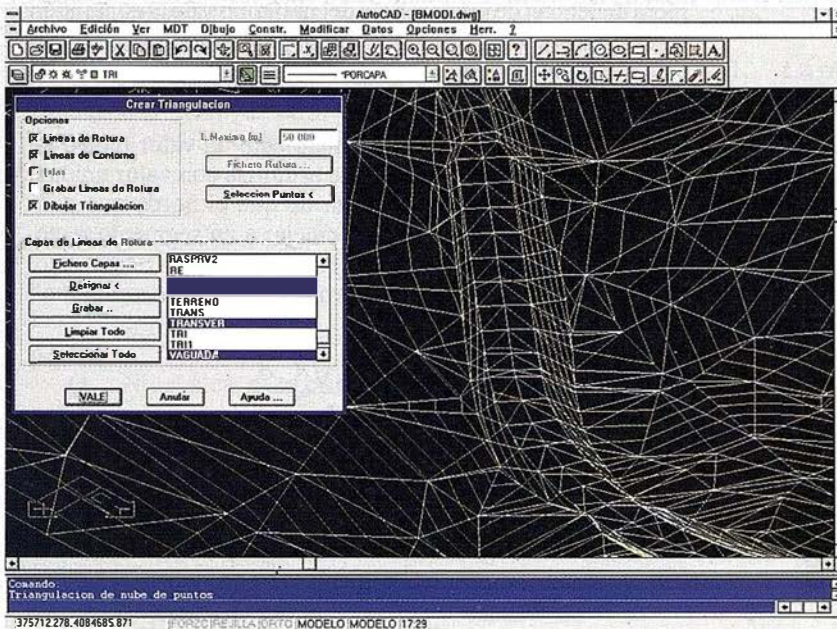 AutoCAD - [BMODI.dwg]
Archivo Edición Ver MDT Dibujo Constr. Modificar Datos Opciones Herr. ?
TRI
PORCAPA
Crear Triangulacion
Opciones
Lineas de Rotura
Lineas de Contorno
Islas
Grabar Lineas de Rotura
Dibujar Triangulacion
L.Maximo [m] 50.000
Fichero Rotura ...
Seleccion Puntos <
Capas de Lineas de Rotura
Fichero Capas ...
Designar <
Grabar ..
Limpiar Todo
Seleccionar Todo
RASPRV2
RE
TERRENO
TRANS
TRANSVER
TRI
TRI1
VAGUADA
VALE
Anular
Ayuda ...
Comando:
Triangulacion de nube de puntos
375712.278,4084685.871 FORZC REJILLA ORTO MODELO MODELO 17:29